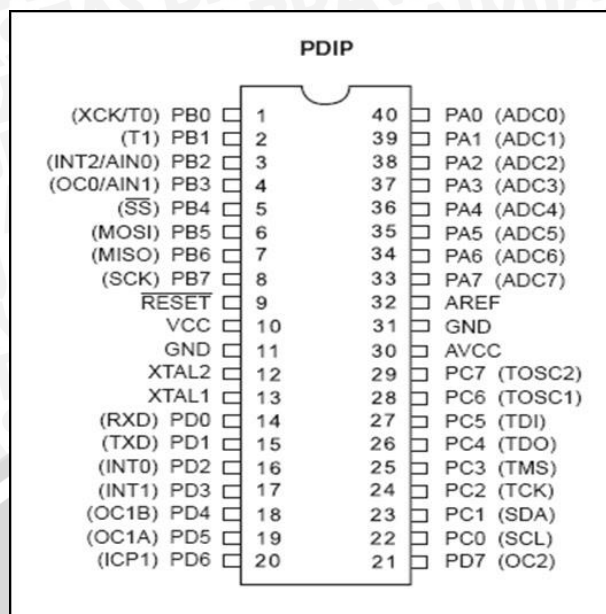 PDIP
(XCK/T0) PB0 1 40 PA0 (ADC0)
(T1) PB1 2 39 PA1 (ADC1)
(INT2/AIN0) PB2 3 38 PA2 (ADC2)
(OC0/AIN1) PB3 4 37 PA3 (ADC3)
(SS) PB4 5 36 PA4 (ADC4)
(MOSI) PB5 6 35 PA5 (ADC5)
(MISO) PB6 7 34 PA6 (ADC6)
(SCK) PB7 8 33 PA7 (ADC7)
RESET 9 32 AREF
VCC 10 31 GND
GND 11 30 AVCC
XTAL2 12 29 PC7 (TOSC2)
XTAL1 13 28 PC6 (TOSC1)
(RXD) PD0 14 27 PC5 (TDI)
(TXD) PD1 15 26 PC4 (TDO)
(INT0) PD2 16 25 PC3 (TMS)
(INT1) PD3 17 24 PC2 (TCK)
(OC1B) PD4 18 23 PC1 (SDA)
(OC1A) PD5 19 22 PC0 (SCL)
(ICP1) PD6 20 21 PD7 (OC2)